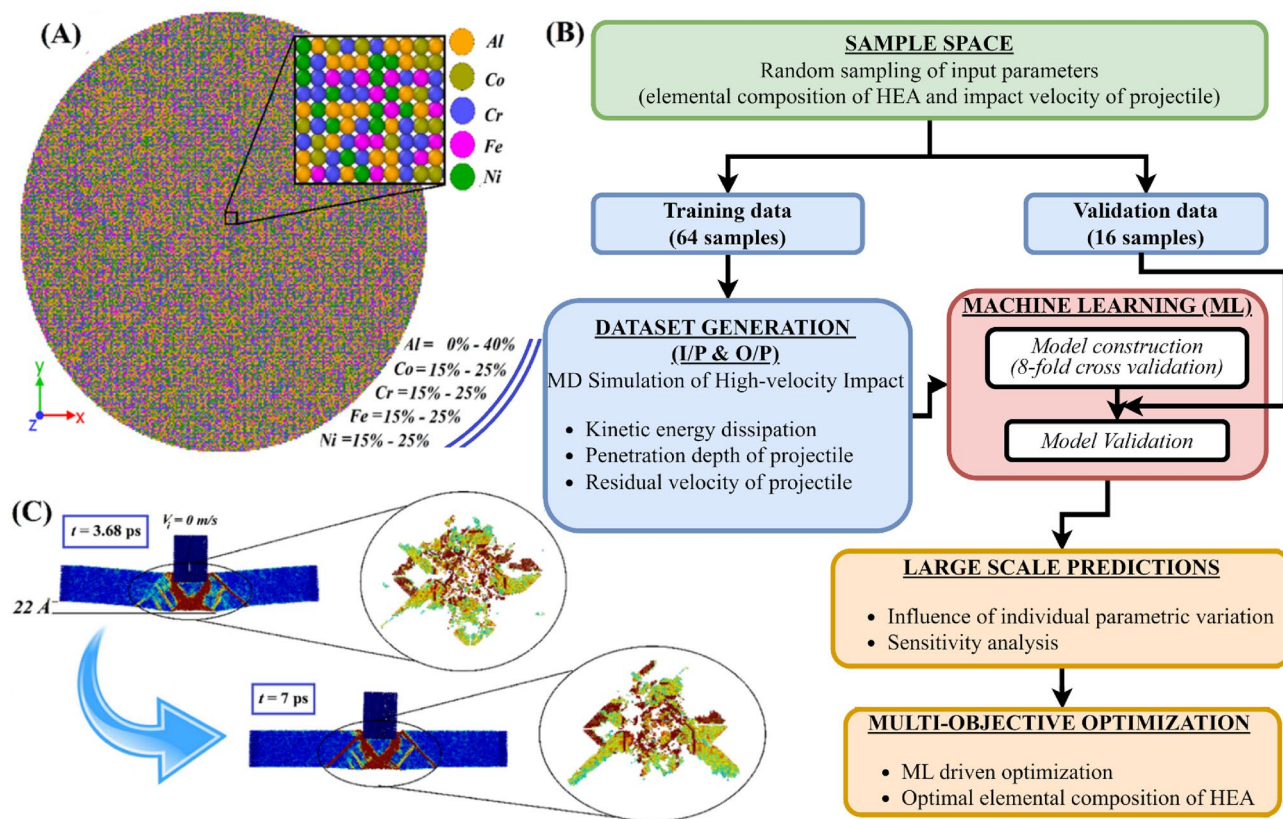 (A)
Al
Co
Cr
Fe
Ni
Al = 0% - 40%
Co = 15% - 25%
Cr = 15% - 25%
Fe = 15% - 25%
Ni = 15% - 25%
y
z
x
(B)
SAMPLE SPACE
Random sampling of input parameters
(elemental composition of HEA and impact velocity of projectile)
Training data
(64 samples)
Validation data
(16 samples)
DATASET GENERATION
(I/P & O/P)
MD Simulation of High-velocity Impact
• Kinetic energy dissipation
• Penetration depth of projectile
• Residual velocity of projectile
MACHINE LEARNING (ML)
Model construction
(8-fold cross validation)
Model Validation
LARGE SCALE PREDICTIONS
• Influence of individual parametric variation
• Sensitivity analysis
MULTI-OBJECTIVE OPTIMIZATION
• ML driven optimization
• Optimal elemental composition of HEA
(C)
t = 3.68 ps
Vi = 0 m/s
22 Å
t = 7 ps